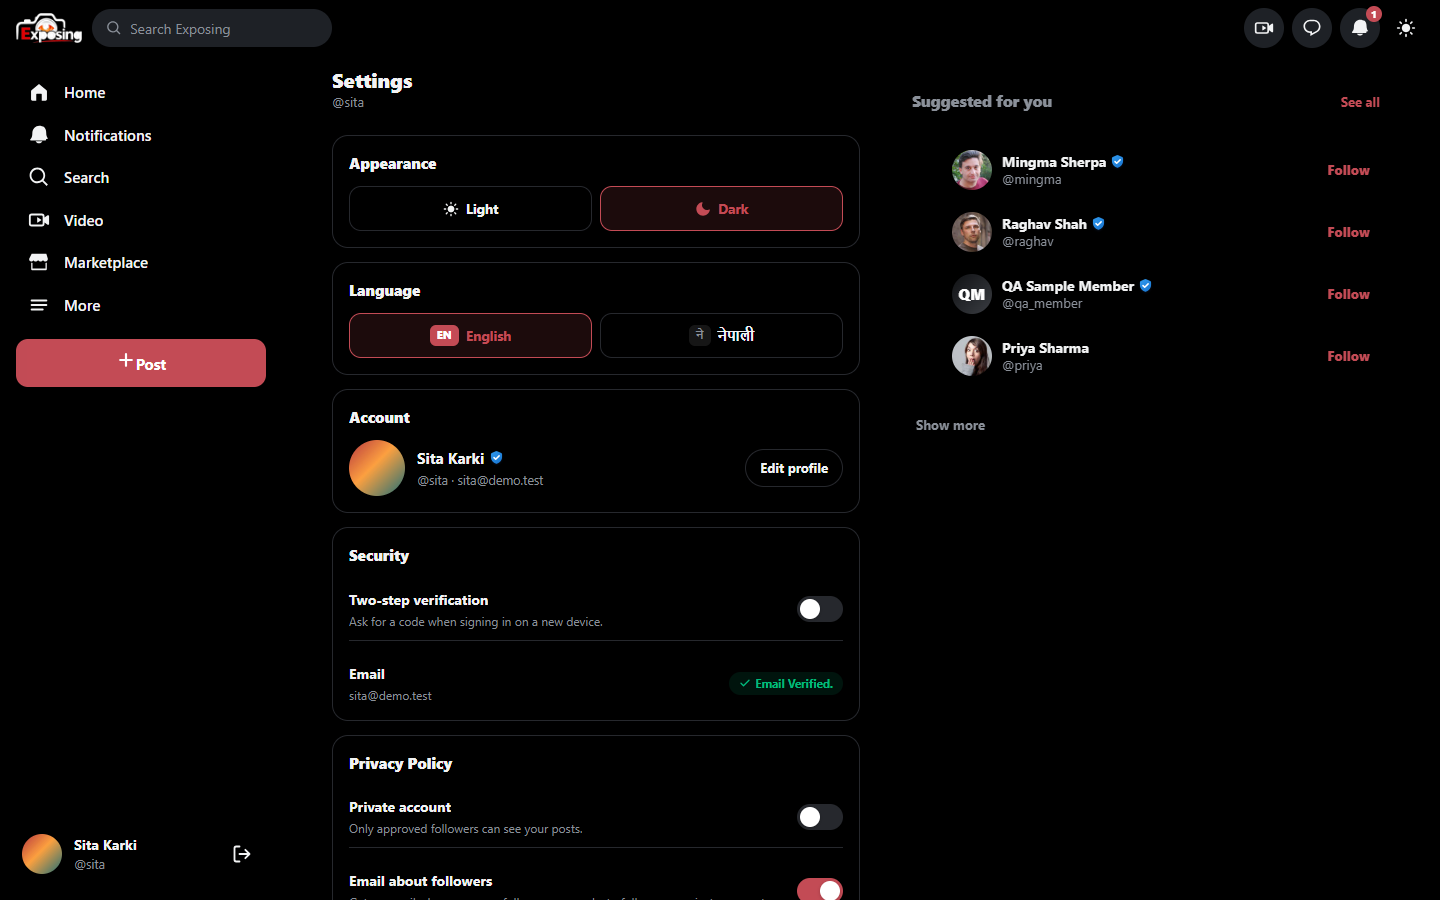 Exposing
Search Exposing
1
Home
Notifications
Search
Video
Marketplace
More
+ Post
Sita Karki
@sita
Settings
@sita
Appearance
Light
Dark
Language
EN English
ने नेपाली
Account
Sita Karki
@sita · sita@demo.test
Edit profile
Security
Two-step verification
Ask for a code when signing in on a new device.
Email
sita@demo.test
Email Verified.
Privacy Policy
Private account
Only approved followers can see your posts.
Email about followers
Suggested for you
See all
Mingma Sherpa
@mingma
Follow
Raghav Shah
@raghav
Follow
QM
QA Sample Member
@qa_member
Follow
Priya Sharma
@priya
Follow
Show more